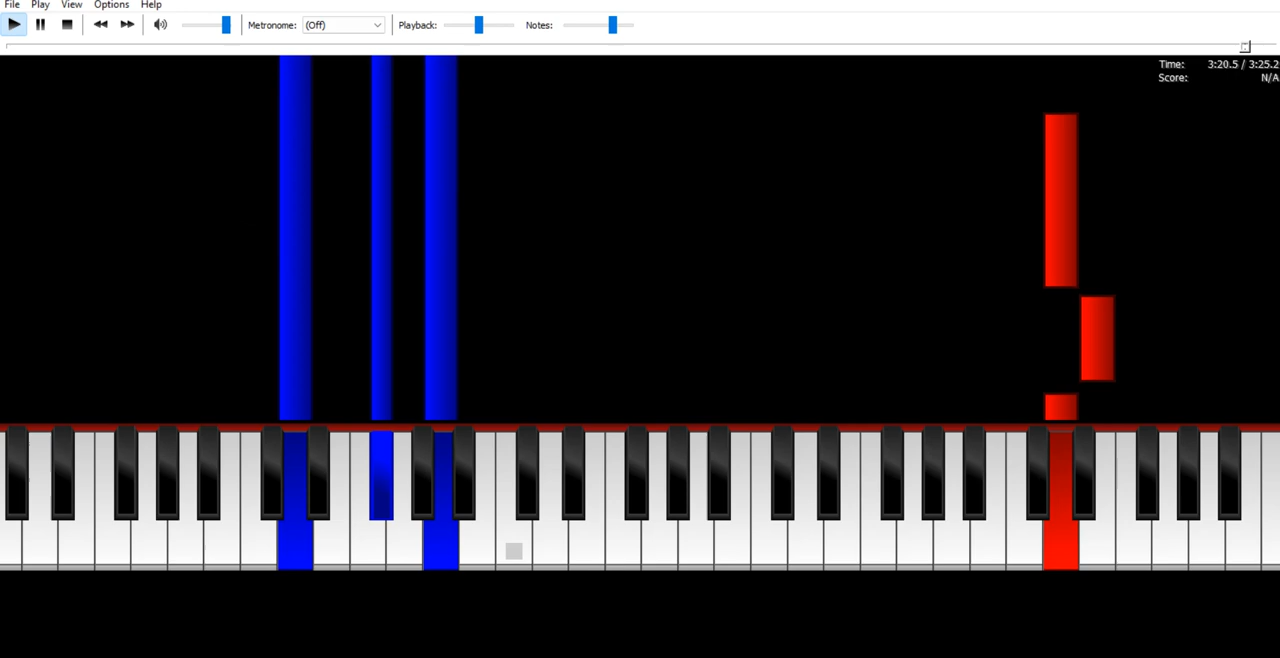 File Play View Options Help
Metronome: (Off) Playback: Notes:
Time: 3:20.5 / 3:25.2
Score: N/A